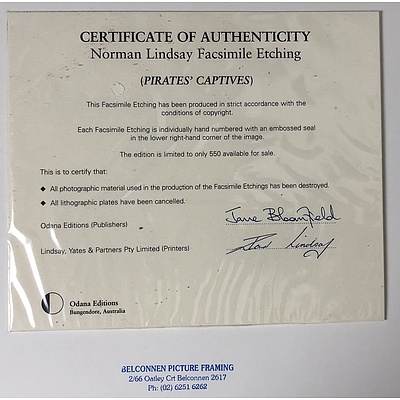 CERTIFICATE OF AUTHENTICITY
Norman Lindsay Facsimile Etching
(PIRATES' CAPTIVES)
This Facsimile Etching has been produced in strict accordance with the
conditions of copyright.
Each Facsimile Etching is individually hand numbered with an embossed seal
in the lower right-hand corner of the image.
The edition is limited to only 550 available for sale.
This is to certify that:
◆ All photographic material used in the production of the Facsimile Etchings has been destroyed.
◆ All lithographic plates have been cancelled.
Odana Editions (Publishers) Jane Bloomfield
Lindsay, Yates & Partners Pty Limited (Printers) Lindsay
Odana Editions
Bungendore, Australia
BELCONNEN PICTURE FRAMING
2/66 Oatley Crt Belconnen 2617
Ph: (02) 6251 6262